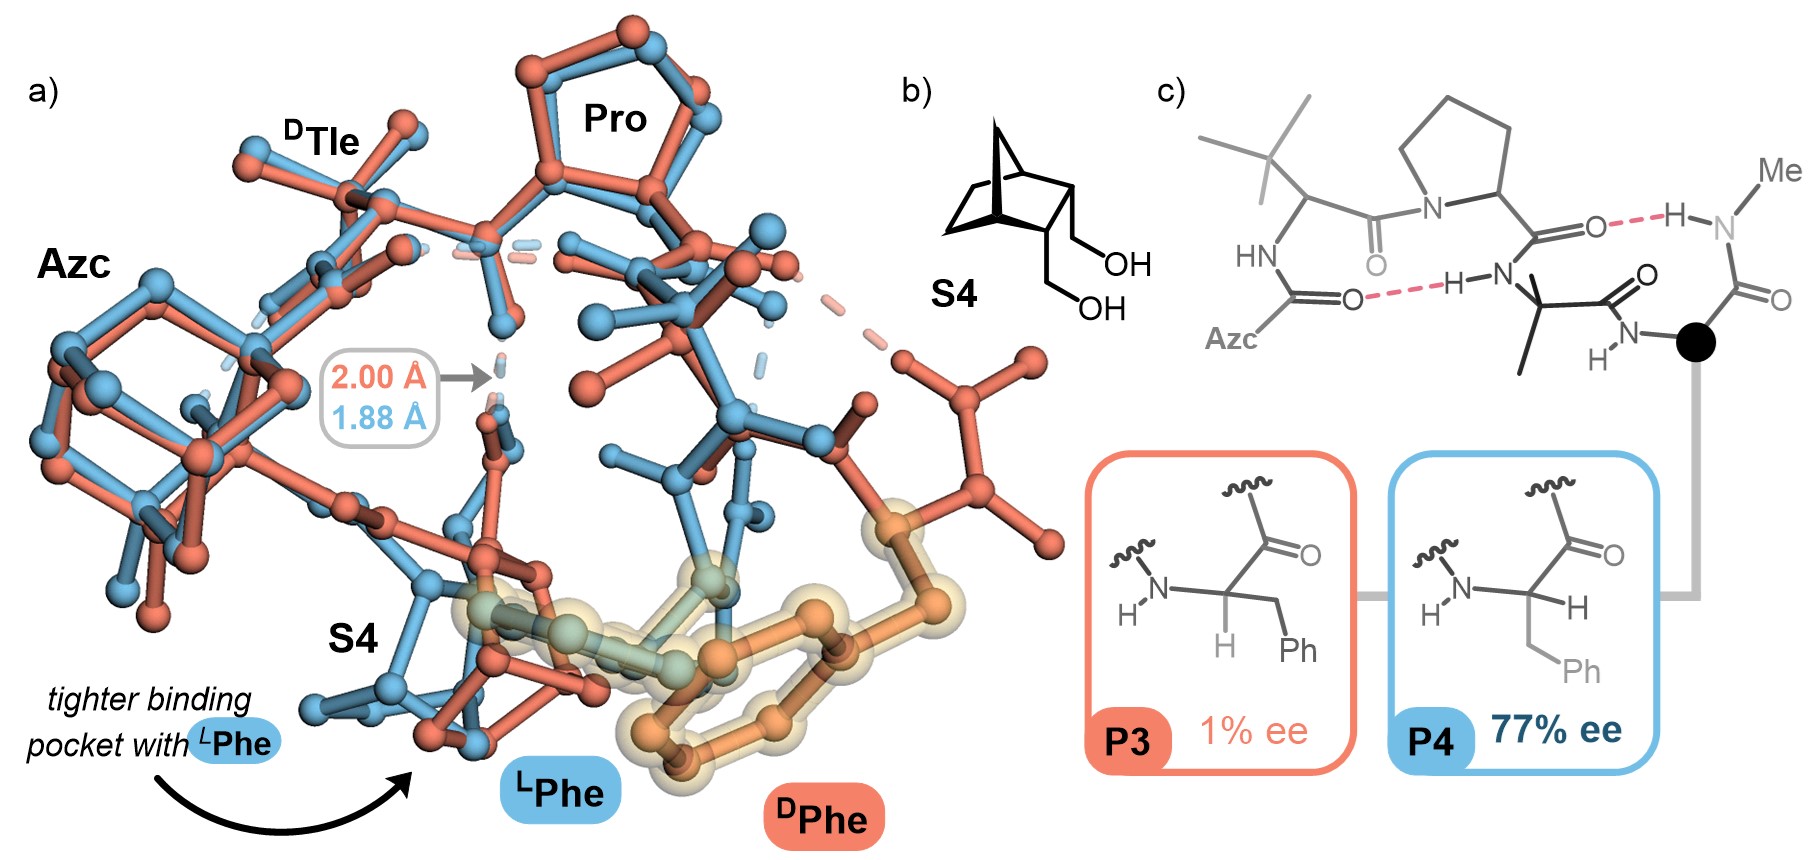 a)
DTle
Pro
Azc
2.00 Å
1.88 Å
S4
tighter binding
pocket with LPhe
LPhe
DPhe
b)
OH
OH
S4
c)
Me
H
N
O
N
O
HN
H
N
O
O
O
Azc
N
H
O
N
H
H
Ph
P3
1% ee
O
N
H
H
Ph
P4
77% ee